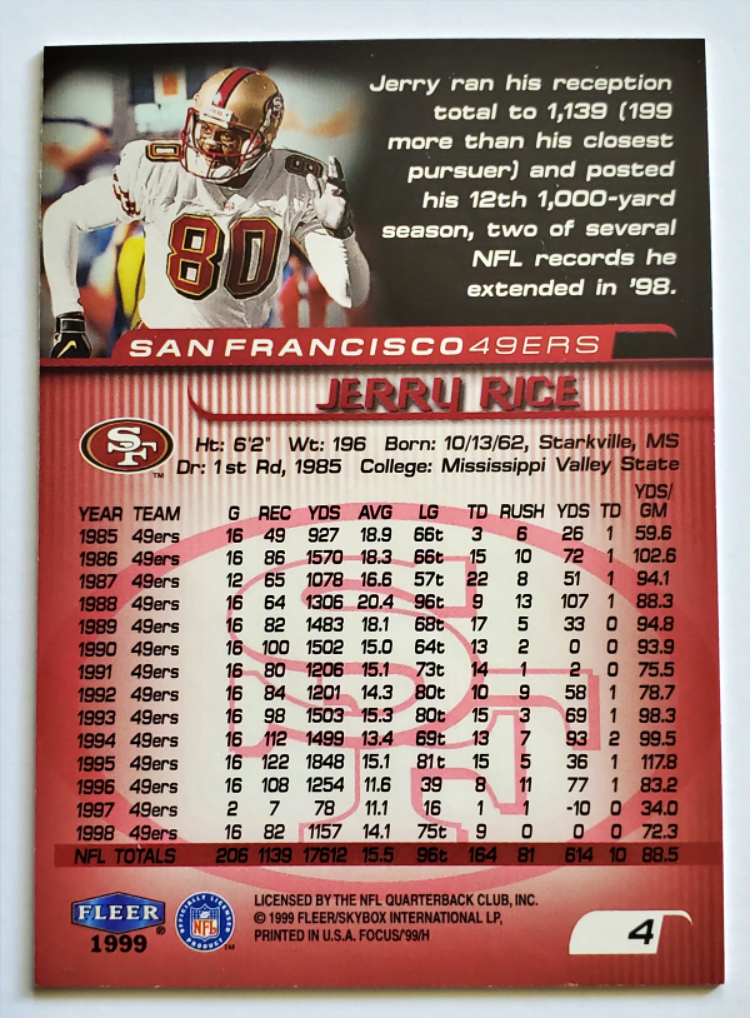 Jerry ran his reception
total to 1,139 (199
more than his closest
pursuer) and posted
his 12th 1,000-yard
season, two of several
NFL records he
extended in '98.
80
80
SAN FRANCISCO 49ERS
JERRY RICE
SF
TM
Ht: 6'2" Wt: 196 Born: 10/13/62, Starkville, MS
Dr: 1st Rd, 1985 College: Mississippi Valley State
YDS/
YEAR TEAM G REC YDS AVG LG TD RUSH YDS TD GM
1985 49ers 16 49 927 18.9 66t 3 6 26 1 59.6
1986 49ers 16 86 1570 18.3 66t 15 10 72 1 102.6
1987 49ers 12 65 1078 16.6 57t 22 8 51 1 94.1
1988 49ers 16 64 1306 20.4 96t 9 13 107 1 88.3
1989 49ers 16 82 1483 18.1 68t 17 5 33 0 94.8
1990 49ers 16 100 1502 15.0 64t 13 2 0 0 93.9
1991 49ers 16 80 1206 15.1 73t 14 1 2 0 75.5
1992 49ers 16 84 1201 14.3 80t 10 9 58 1 78.7
1993 49ers 16 98 1503 15.3 80t 15 3 69 1 98.3
1994 49ers 16 112 1499 13.4 69t 13 7 93 2 99.5
1995 49ers 16 122 1848 15.1 81t 15 5 36 1 117.8
1996 49ers 16 108 1254 11.6 39 8 11 77 1 83.2
1997 49ers 2 7 78 11.1 16 1 1 -10 0 34.0
1998 49ers 16 82 1157 14.1 75t 9 0 0 0 72.3
NFL TOTALS 206 1139 17612 15.5 96t 164 81 614 10 88.5
FLEER ®
1999
OFFICIALLY LICENSED
NFL
PRODUCT
TM
LICENSED BY THE NFL QUARTERBACK CLUB, INC.
© 1999 FLEER/SKYBOX INTERNATIONAL LP,
PRINTED IN U.S.A. FOCUS/'99/H
4